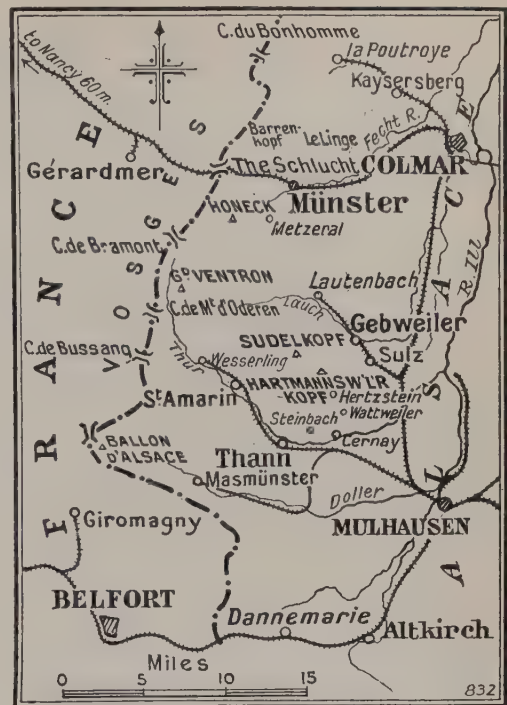 C. du Bonhomme
la Poutroye
Kaysersberg
to Nancy 60 m.
Barrenkopf
Le Linge
Fecht R.
Gérardmer
The Schlucht
COLMAR
Münster
HONECK
Metzeral
C. de Bramont
Gd VENTRON
Lautenbach
C. de Mt d'Oderen
Lauch
Gebweiler
SUDELKOPF
Sulz
C. de Bussang
Thur
Wesserling
HARTMANNSW'L'R
KOPF
Hertzstein
St Amarin
Steinbach
Wattweiler
Cernay
BALLON
D'ALSACE
Thann
Masmünster
Doller
MULHAUSEN
Giromagny
BELFORT
Dannemarie
Altkirch
R. Ill
FRANCE
VOSGES
ALSACE
Miles
0 5 10 15
832